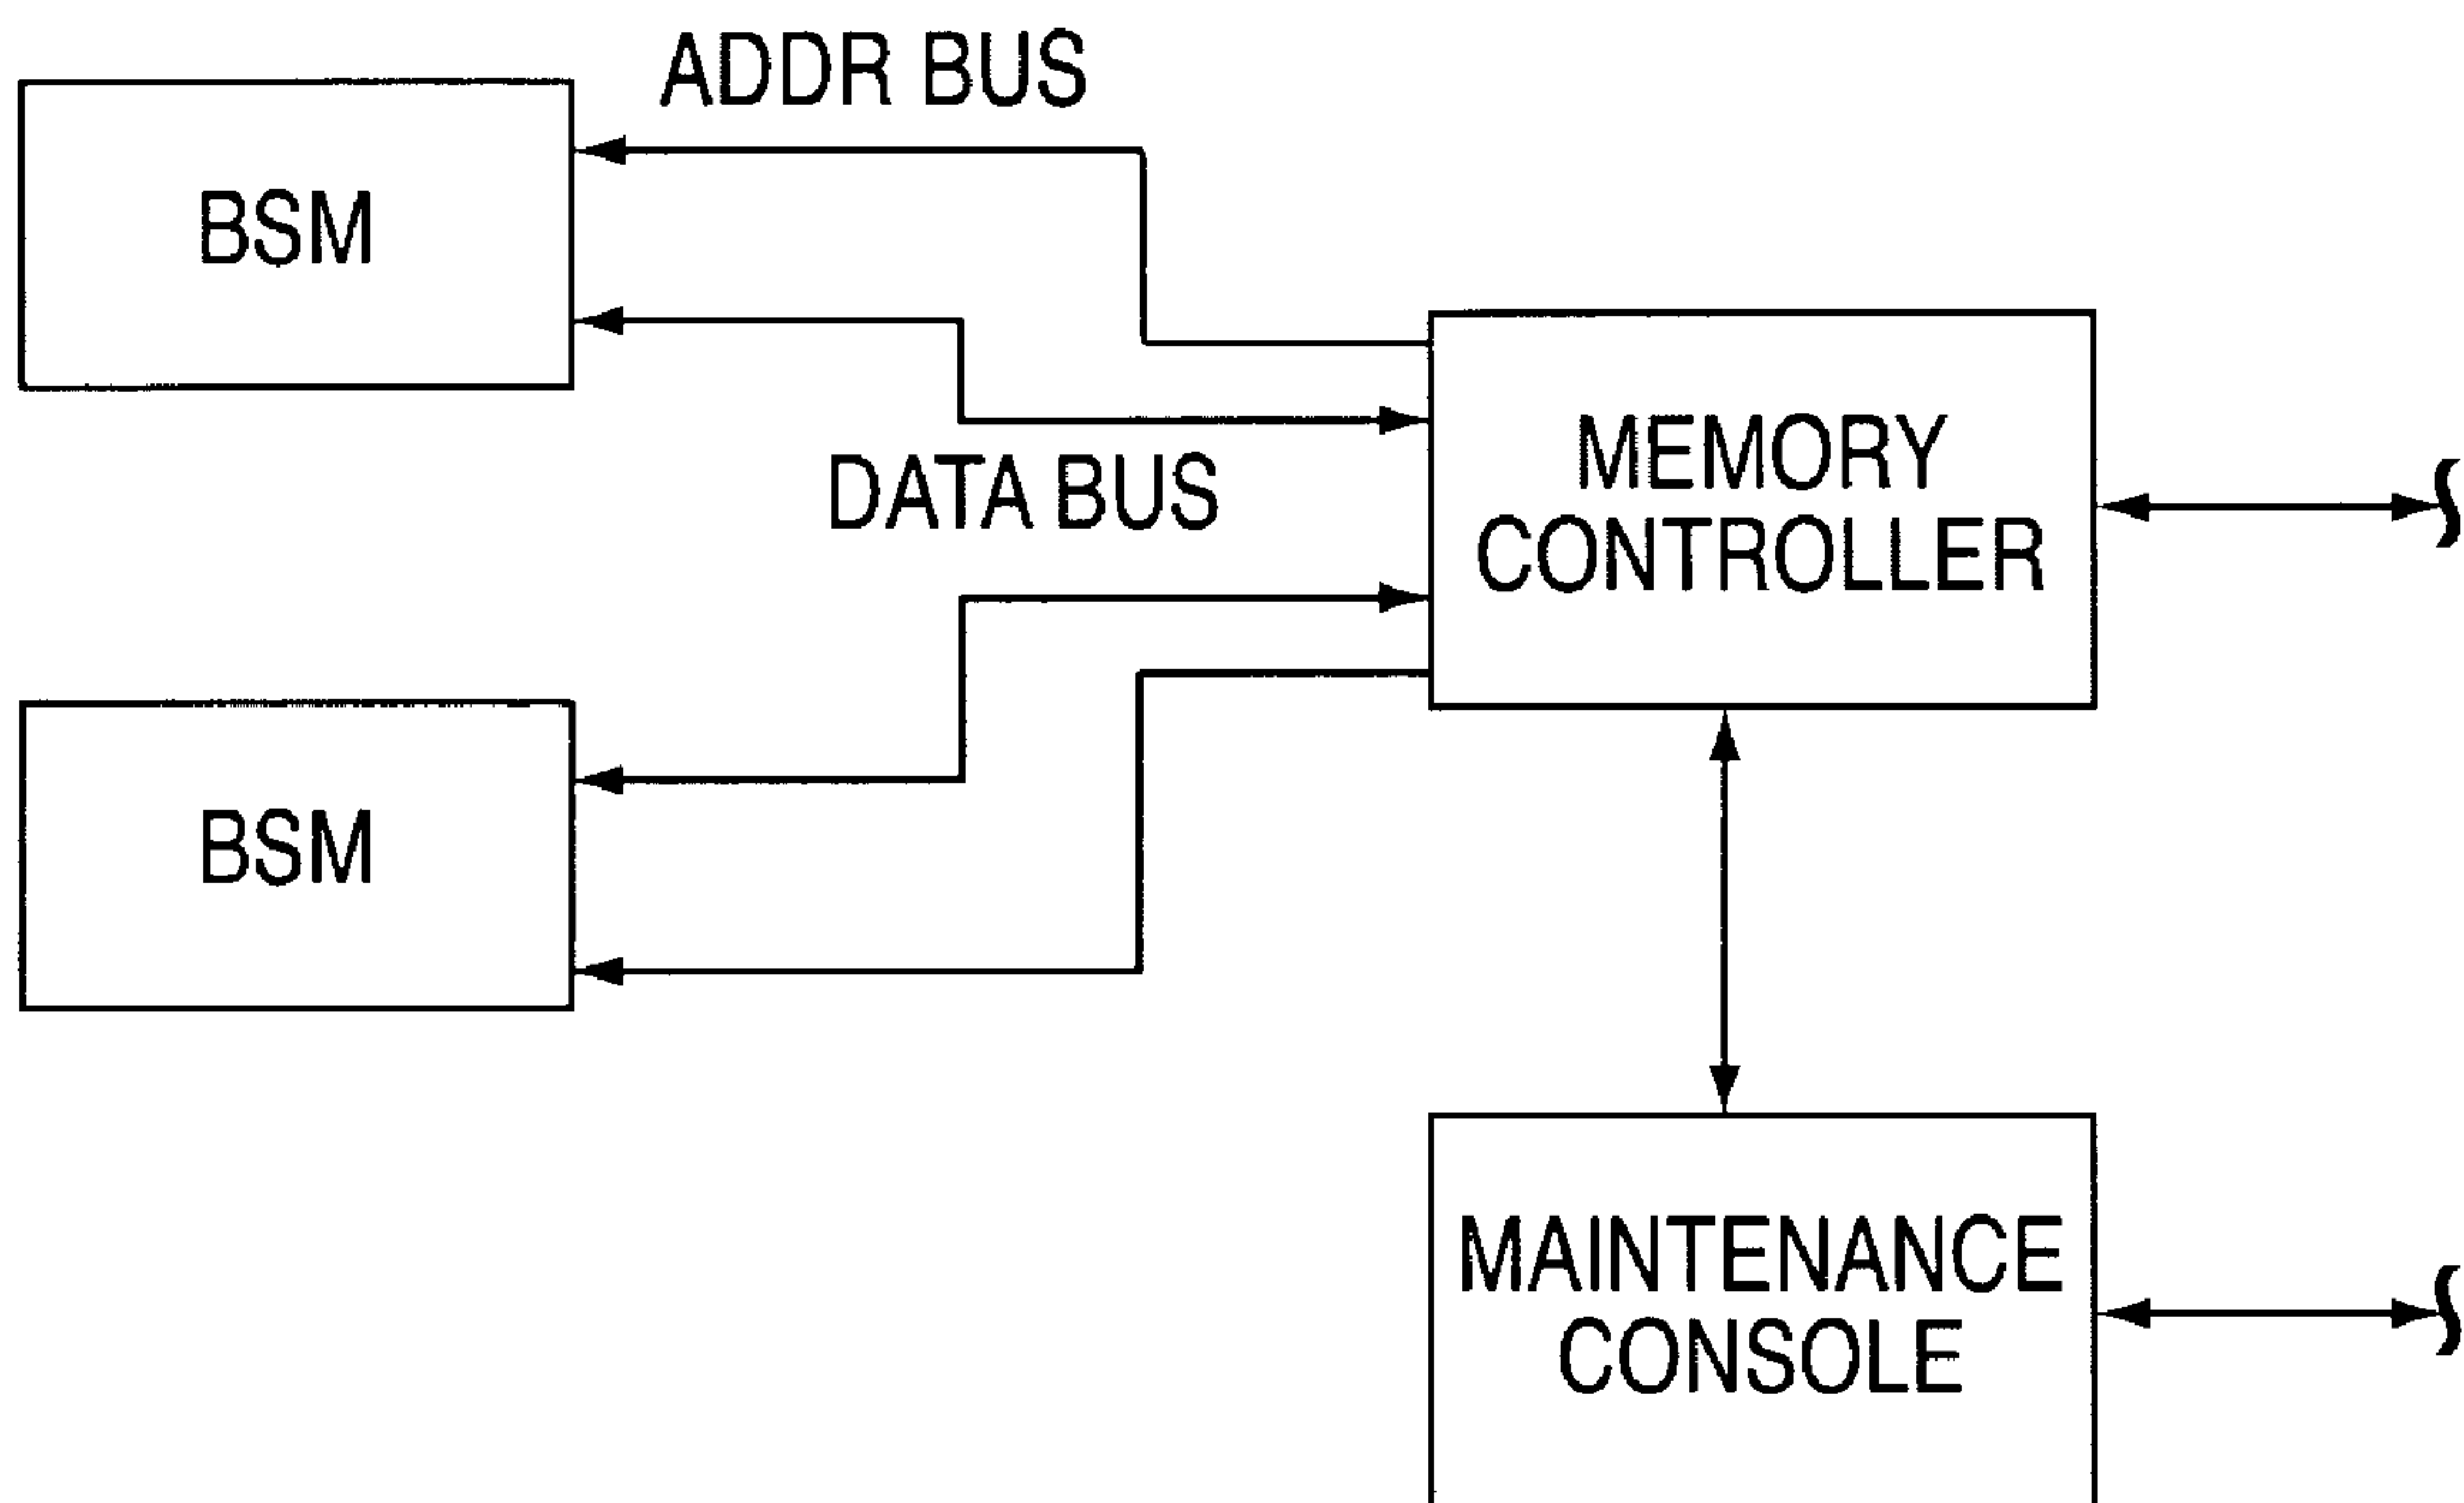 ADDR BUS
BSM
DATA BUS
MEMORY
CONTROLLER
BSM
MAINTENANCE
CONSOLE